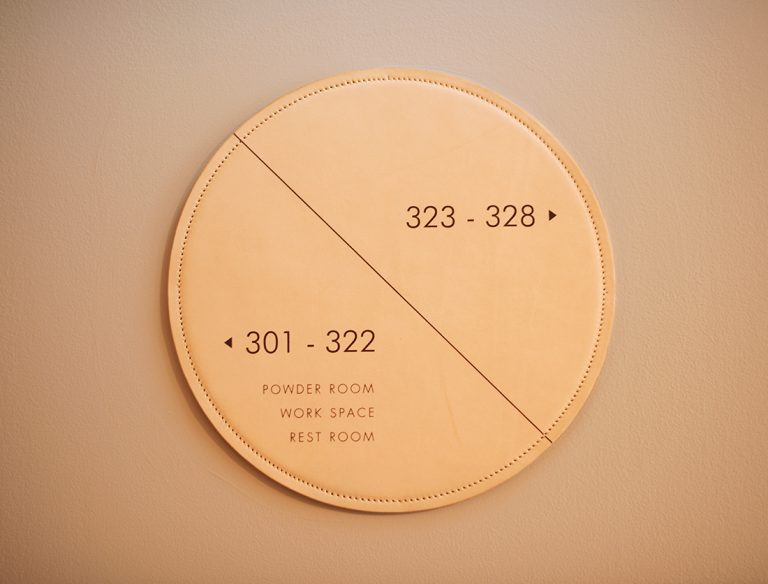 323 - 328 ▶
◀ 301 - 322
POWDER ROOM
WORK SPACE
REST ROOM